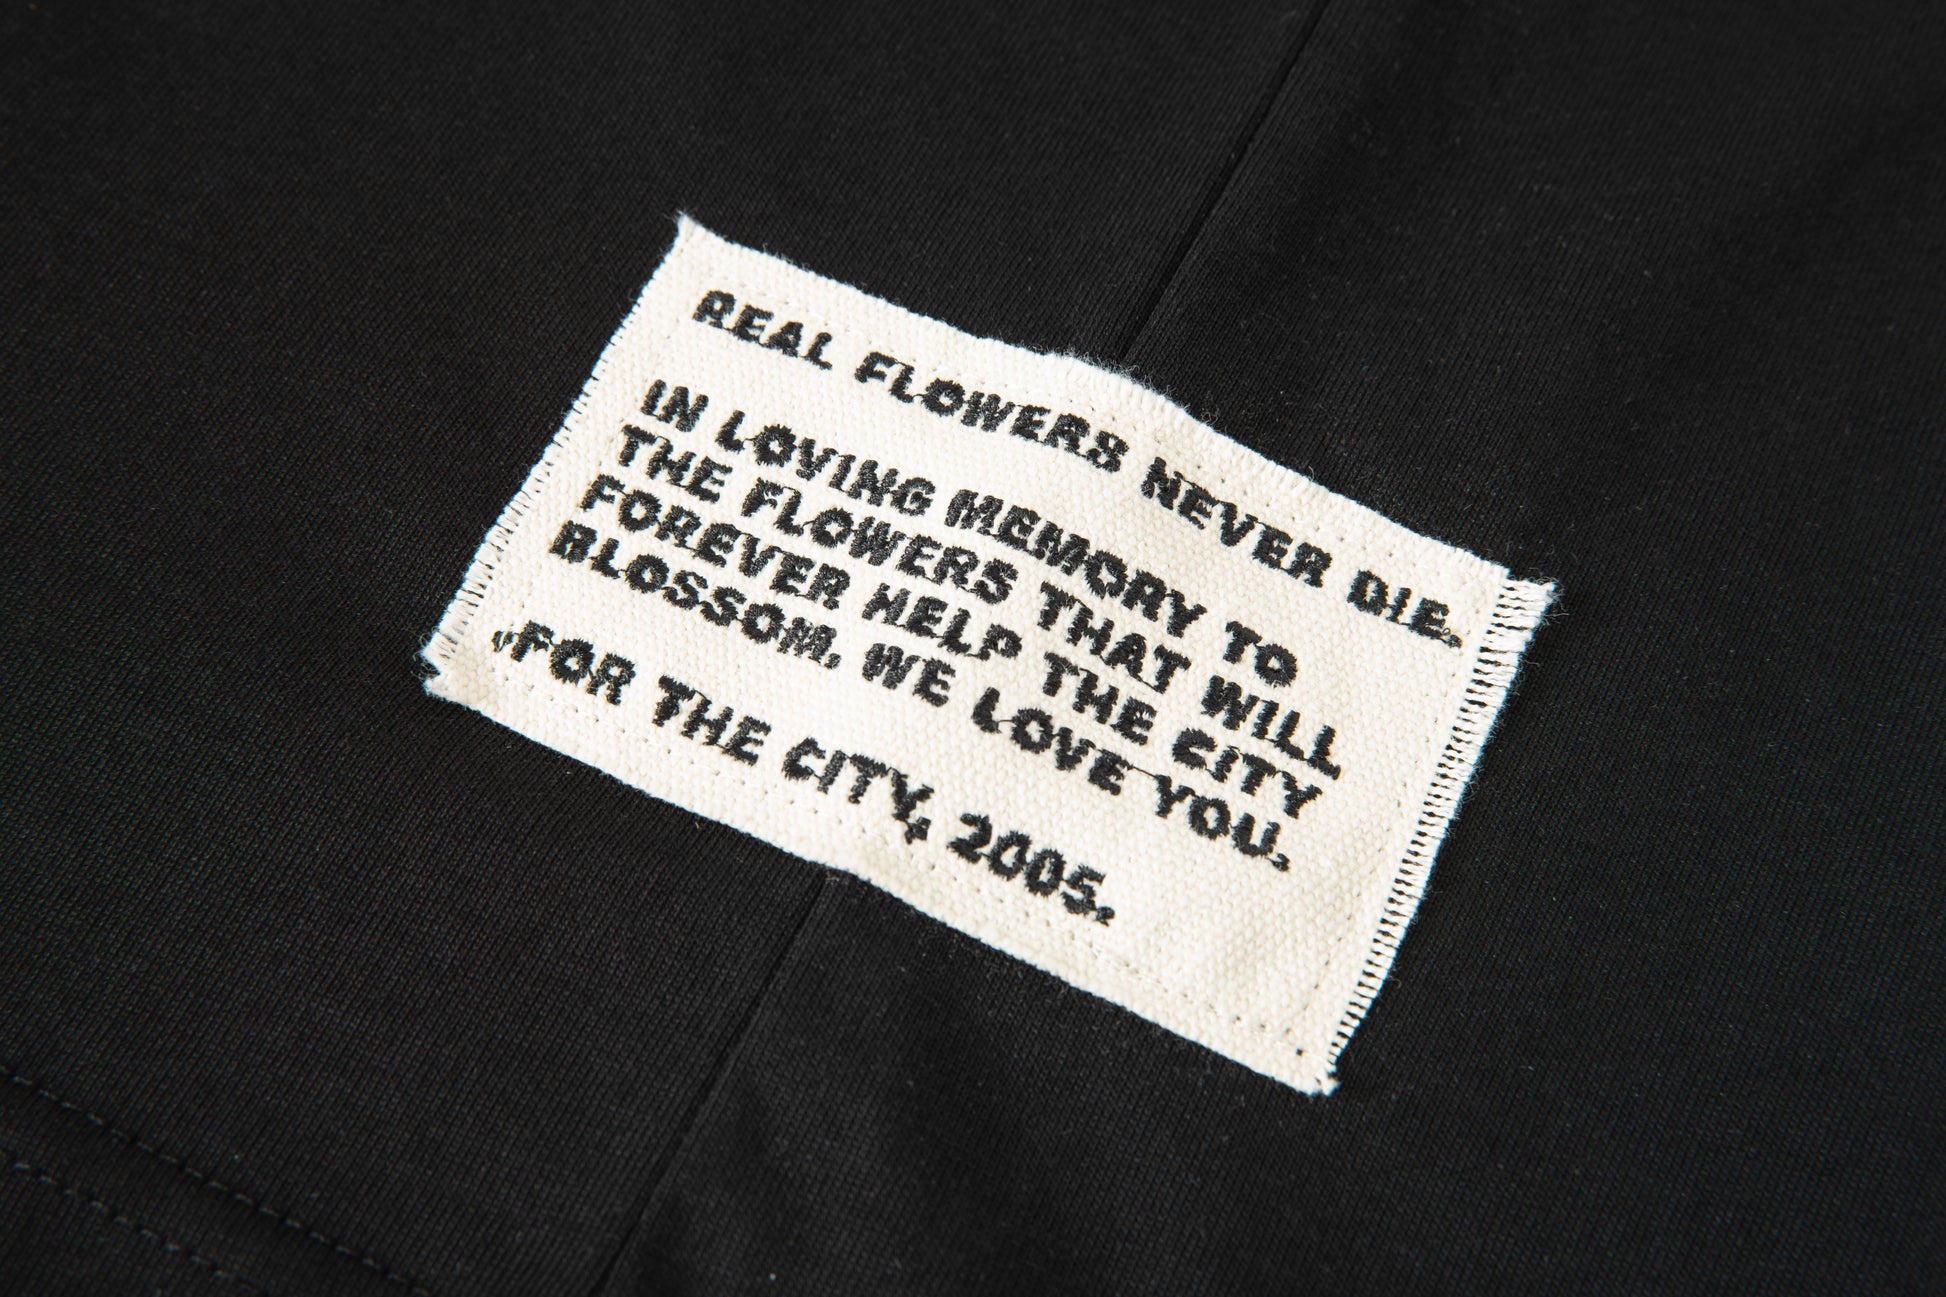 REAL FLOWERS NEVER DIE.
IN LOVING MEMORY TO
THE FLOWERS THAT WILL
FOREVER HELP THE CITY
BLOSSOM. WE LOVE YOU.
"FOR THE CITY, 2005.